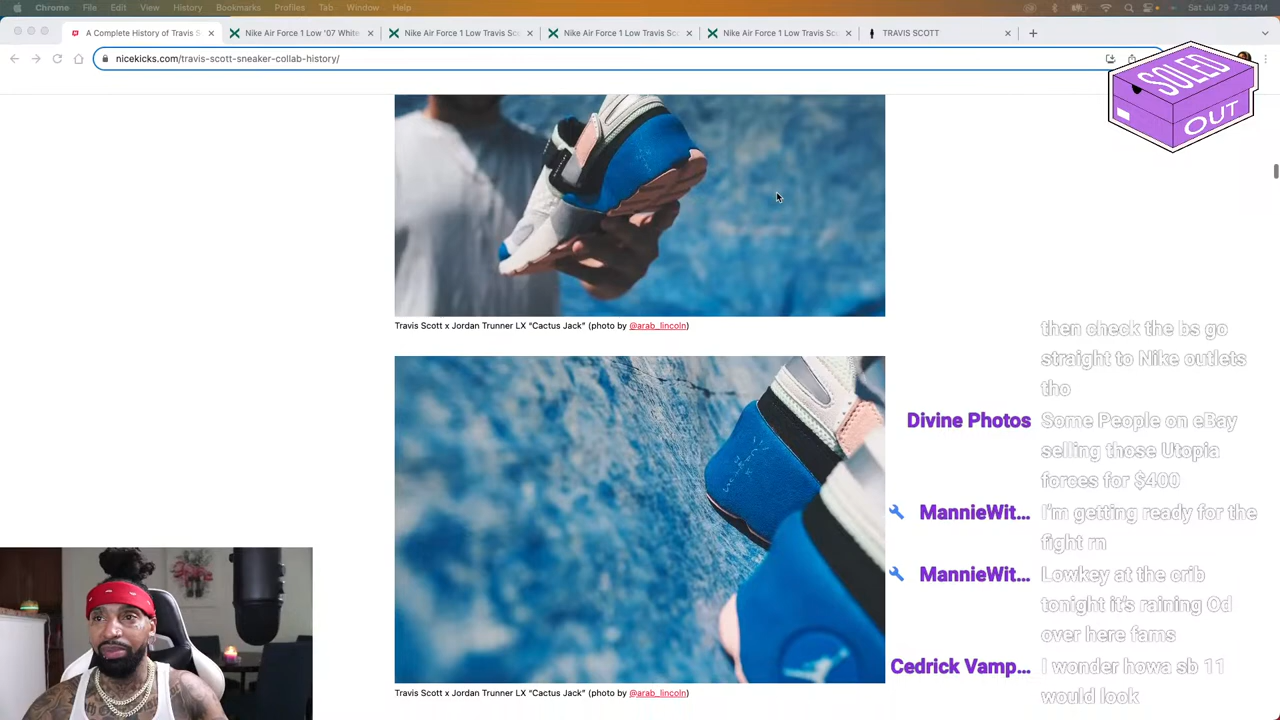 Chrome File Edit View History Bookmarks Profiles Tab Window Help
Sat Jul 29 7:54 PM
A Complete History of Travis S
Nike Air Force 1 Low '07 White
Nike Air Force 1 Low Travis Sco
Nike Air Force 1 Low Travis Sco
Nike Air Force 1 Low Travis Sco
TRAVIS SCOTT
nicekicks.com/travis-scott-sneaker-collab-history/
SOLED
OUT
Travis Scott x Jordan Trunner LX “Cactus Jack” (photo by @arab_lincoln)
then check the bs go
straight to Nike outlets
tho
Divine Photos Some People on eBay
selling those Utopia
forces for $400
MannieWit... I'm getting ready for the
fight rn
MannieWit... Lowkey at the crib
tonight it's raining Od
over here fams
Cedrick Vamp... I wonder howa sb 11
would look
Travis Scott x Jordan Trunner LX “Cactus Jack” (photo by @arab_lincoln)